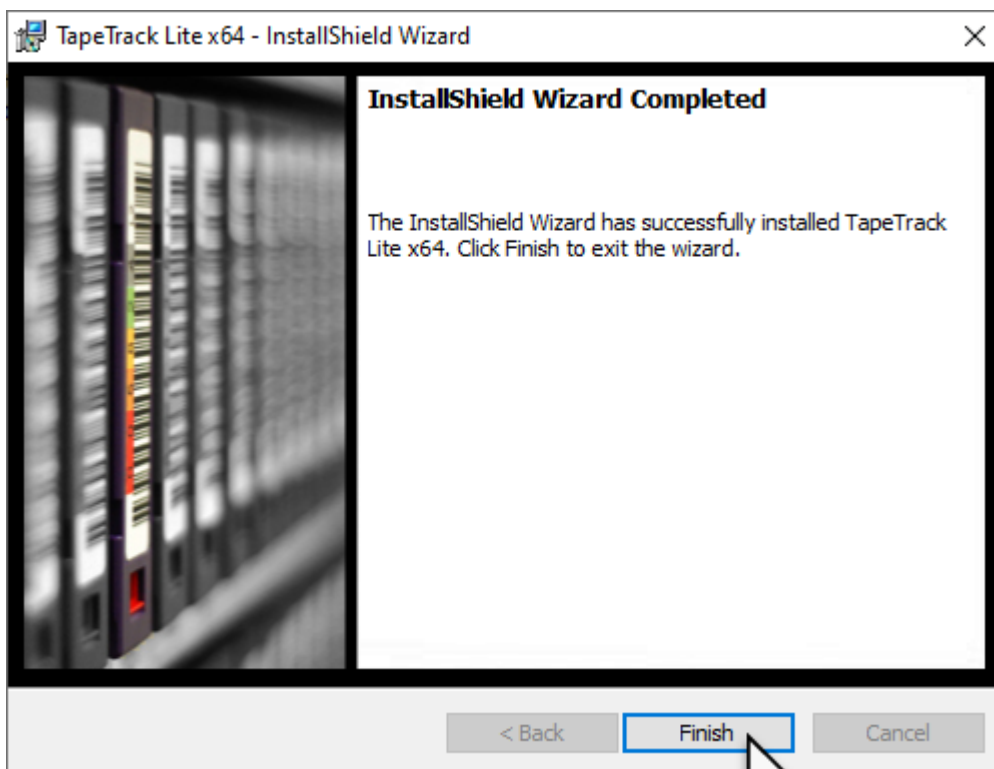 TapeTrack Lite x64 - InstallShield Wizard
InstallShield Wizard Completed
The InstallShield Wizard has successfully installed TapeTrack
Lite x64. Click Finish to exit the wizard.
< Back
Finish
Cancel